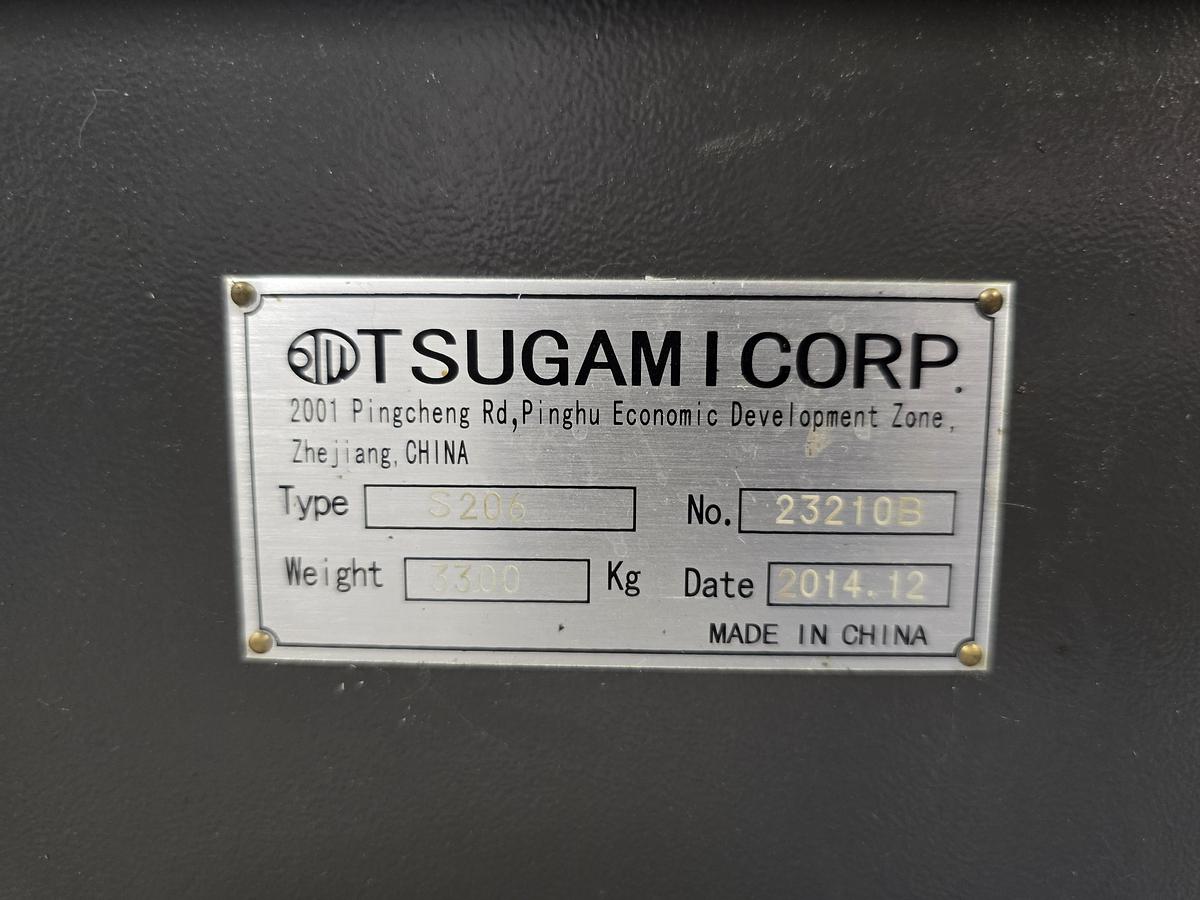 TSUGAMI CORP.
2001 Pingcheng Rd,Pinghu Economic Development Zone,
Zhejiang,CHINA
Type S206 No. 23210B
Weight 3300 Kg Date 2014.12
MADE IN CHINA